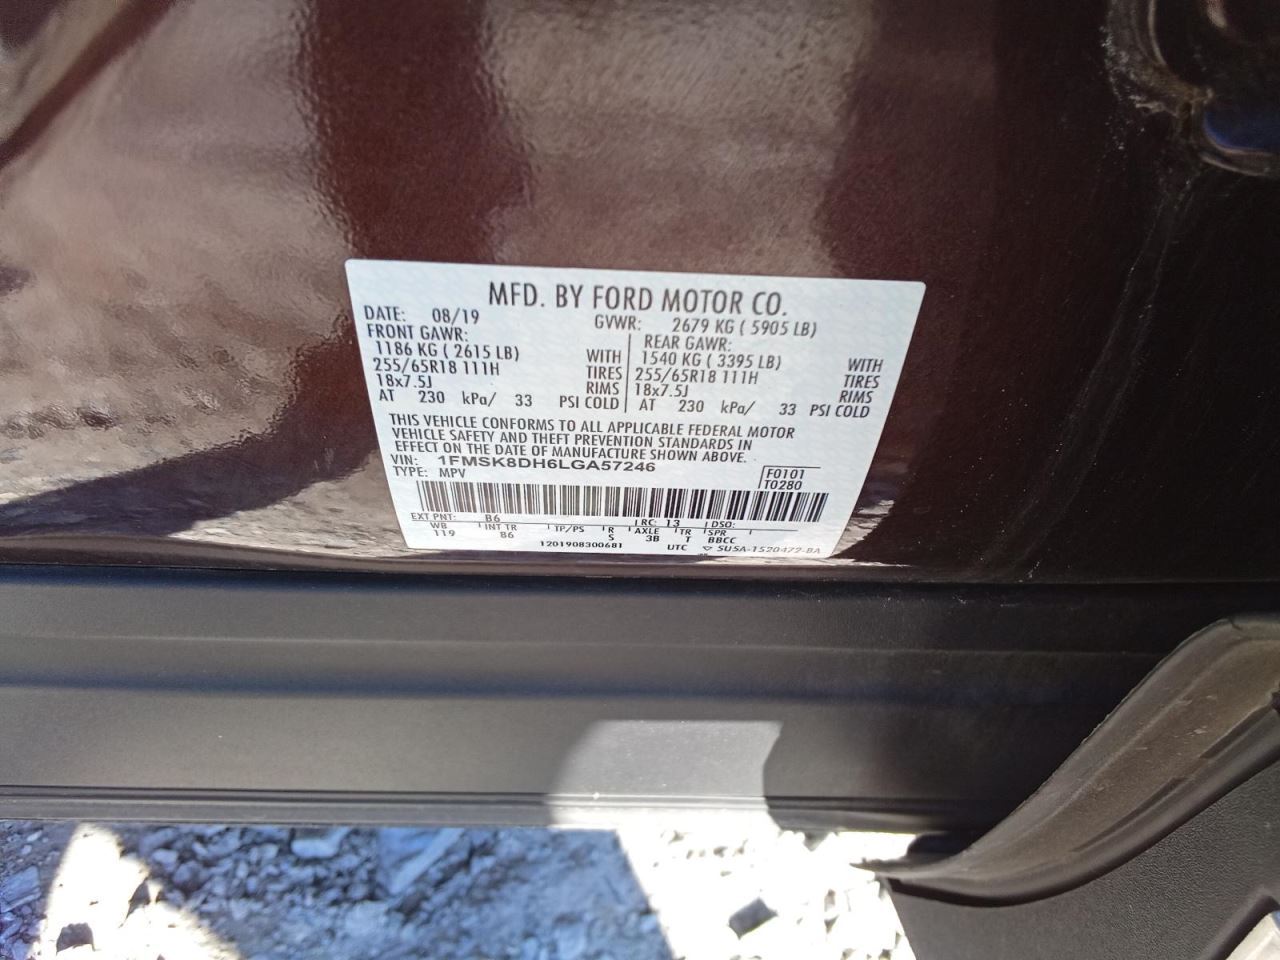 MFD. BY FORD MOTOR CO.
DATE: 08/19 GVWR: 2679 KG ( 5905 LB)
FRONT GAWR: REAR GAWR:
1186 KG ( 2615 LB) WITH 1540 KG ( 3395 LB) WITH
255/65R18 111H TIRES 255/65R18 111H TIRES
18x7.5J RIMS 18x7.5J RIMS
AT 230 kPa/ 33 PSI COLD AT 230 kPa/ 33 PSI COLD
THIS VEHICLE CONFORMS TO ALL APPLICABLE FEDERAL MOTOR
VEHICLE SAFETY AND THEFT PREVENTION STANDARDS IN
EFFECT ON THE DATE OF MANUFACTURE SHOWN ABOVE.
VIN: 1FMSK8DH6LGA57246 F0101
TYPE: MPV T0280
EXT PNT: B6 RC: 13 DSO:
WB INT TR TP/PS R AXLE TR SPR
119 86 S 3B T BBCC
1201908300681 UTC SU5A-1520472-BA